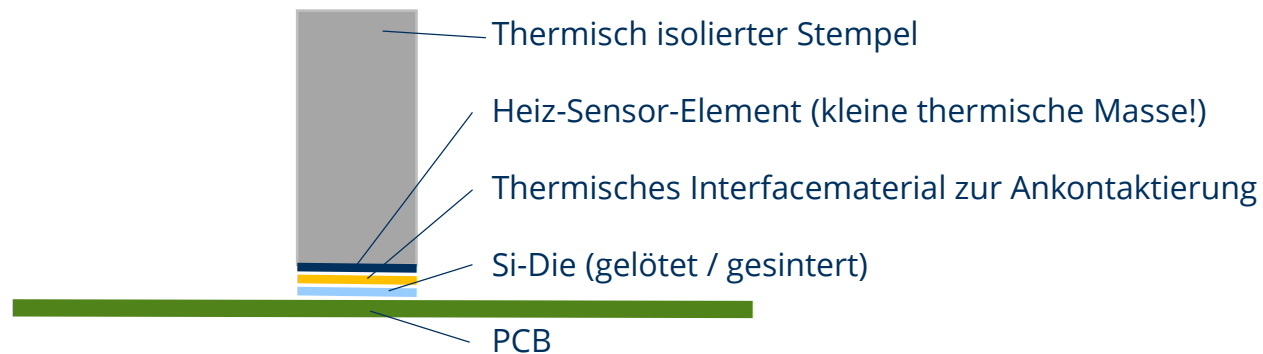 Thermisch isolierter Stempel
Heiz-Sensor-Element (kleine thermische Masse!)
Thermisches Interfacematerial zur Ankontaktierung
Si-Die (gelötet / gesintert)
PCB